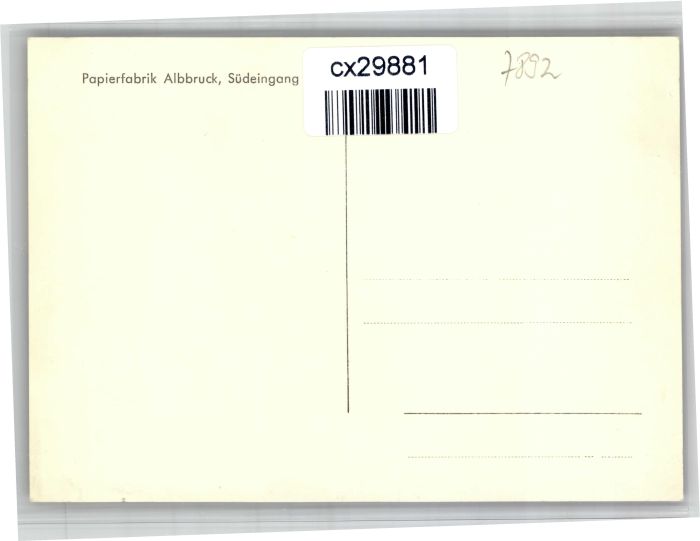 Papierfabrik Albbruck, Südeingang
cx29881
7892